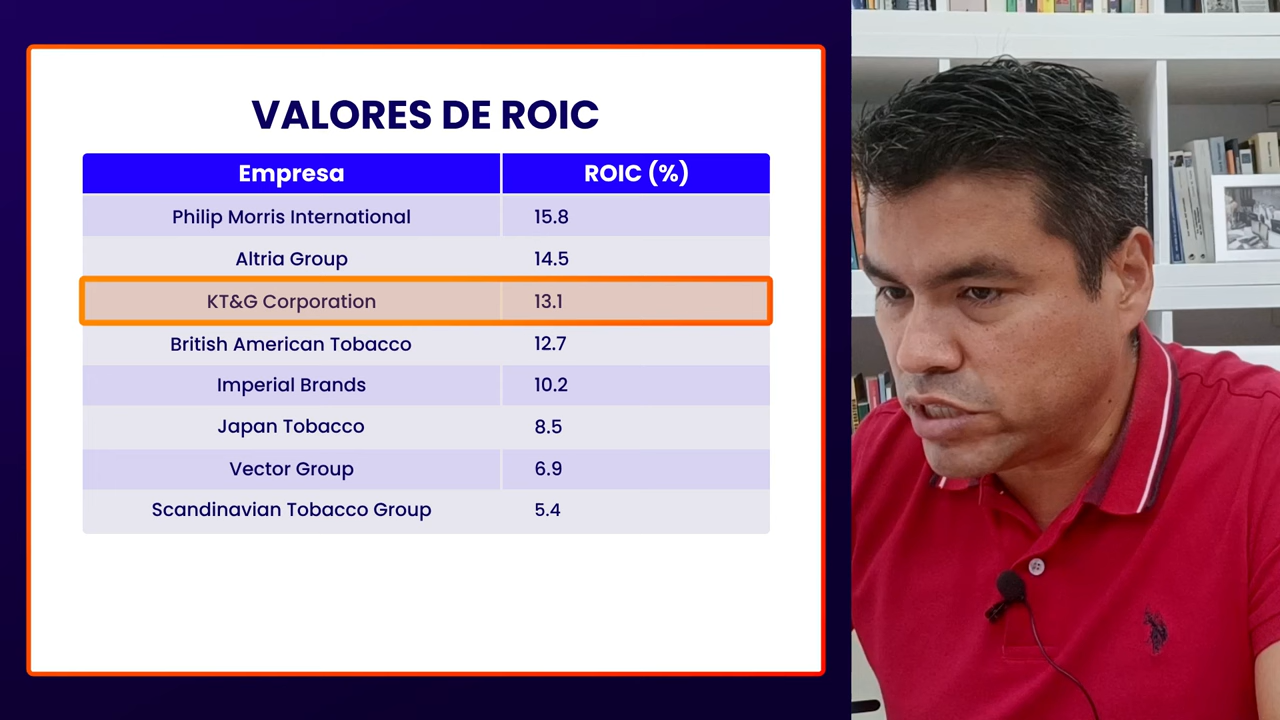 VALORES DE ROIC
Empresa ROIC (%)
Philip Morris International 15.8
Altria Group 14.5
KT&G Corporation 13.1
British American Tobacco 12.7
Imperial Brands 10.2
Japan Tobacco 8.5
Vector Group 6.9
Scandinavian Tobacco Group 5.4